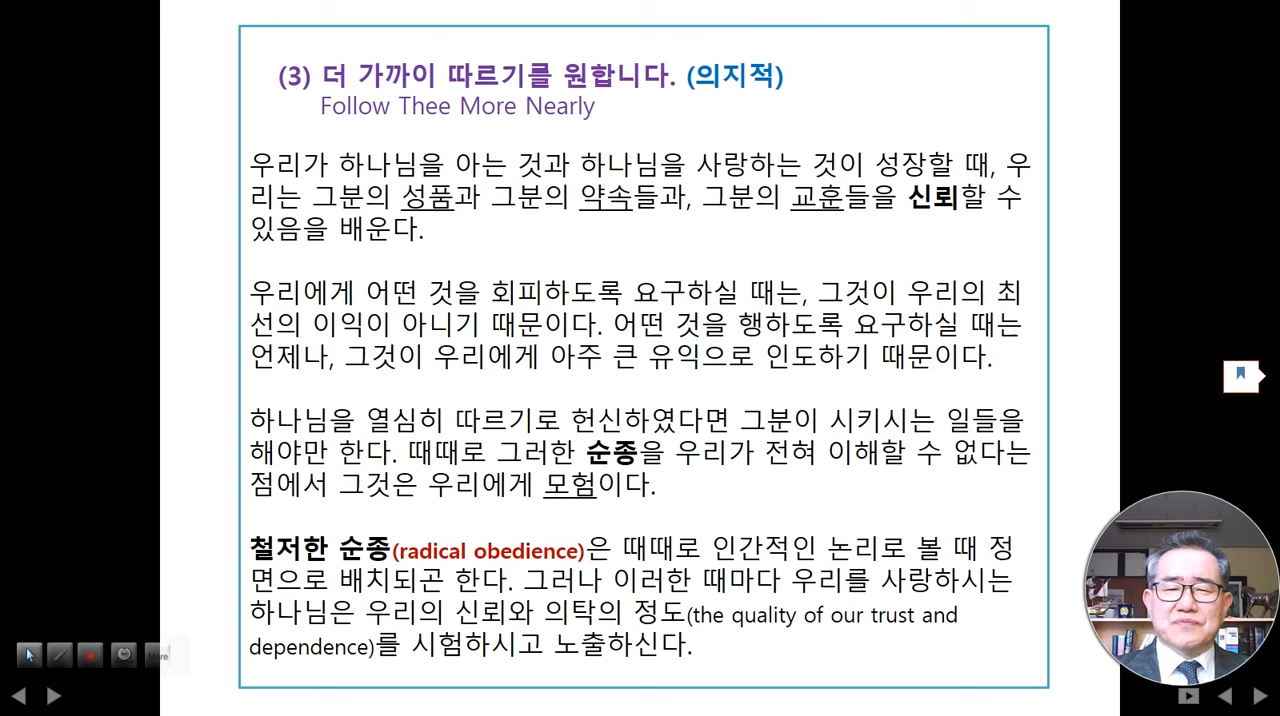 (3) 더 가까이 따르기를 원합니다. (의지적)
Follow Thee More Nearly
우리가 하나님을 아는 것과 하나님을 사랑하는 것이 성장할 때, 우
리는 그분의 성품과 그분의 약속들과, 그분의 교훈들을 신뢰할 수
있음을 배운다.
우리에게 어떤 것을 회피하도록 요구하실 때는, 그것이 우리의 최
선의 이익이 아니기 때문이다. 어떤 것을 행하도록 요구하실 때는
언제나, 그것이 우리에게 아주 큰 유익으로 인도하기 때문이다.
하나님을 열심히 따르기로 헌신하였다면 그분이 시키시는 일들을
해야만 한다. 때때로 그러한 순종을 우리가 전혀 이해할 수 없다는
점에서 그것은 우리에게 모험이다.
철저한 순종(radical obedience)은 때때로 인간적인 논리로 볼 때 정
면으로 배치되곤 한다. 그러나 이러한 때마다 우리를 사랑하시는
하나님은 우리의 신뢰와 의탁의 정도(the quality of our trust and
dependence)를 시험하시고 노출하신다.
More